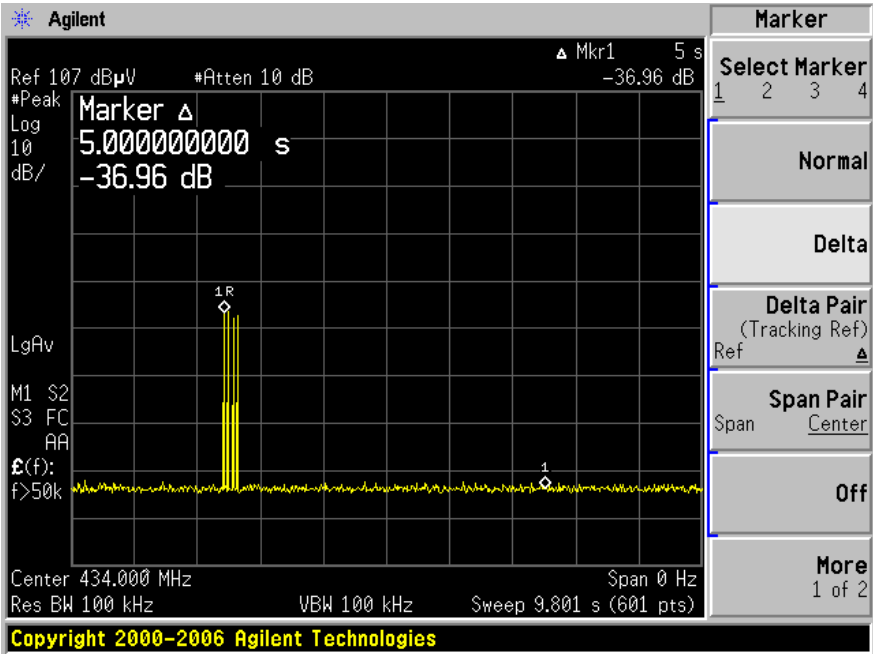 Agilent
Marker
Δ Mkr1 5 s
Ref 107 dBµV #Atten 10 dB -36.96 dB
#Peak
Log
10
dB/
Marker Δ
5.000000000 s
-36.96 dB
1R
LgAv
M1 S2
S3 FC
AA
£(f):
f>50k
1
Center 434.000 MHz Span 0 Hz
Res BW 100 kHz VBW 100 kHz Sweep 9.801 s (601 pts)
Copyright 2000-2006 Agilent Technologies
Select Marker
1 2 3 4
Normal
Delta
Delta Pair
(Tracking Ref)
Ref Δ
Span Pair
Span Center
Off
More
1 of 2